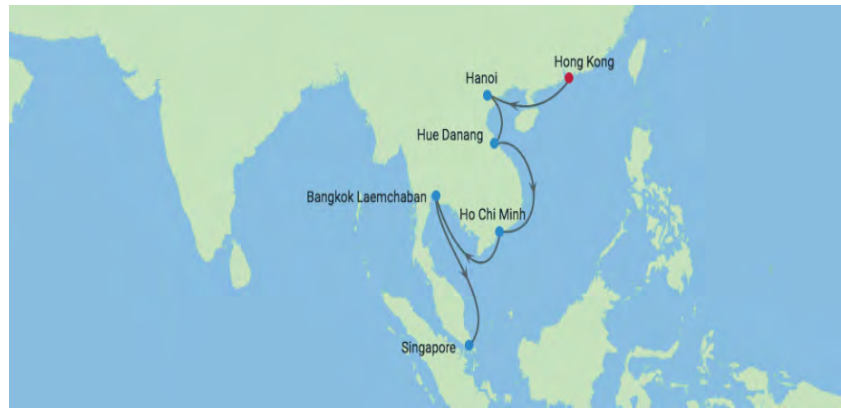 Hong Kong
Hanoi
Hue Danang
Bangkok Laemchaban
Ho Chi Minh
Singapore